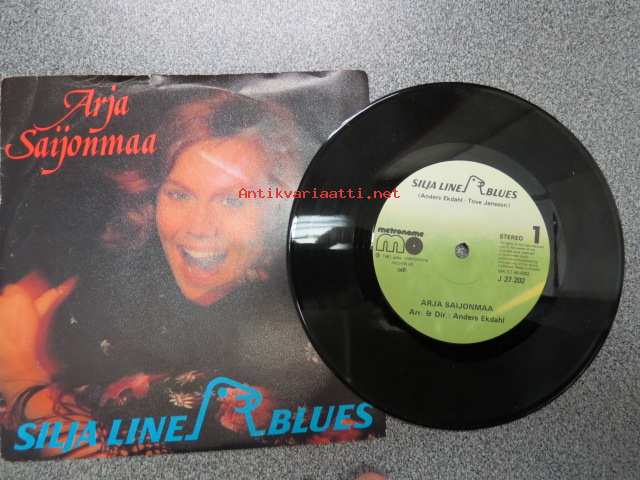 Arja
Saijonmaa
Antikvariaatti.net
SILJA LINE BLUES
SILJA LINE BLUES
(Anders Ekdahl - Tove Jansson)
metronome
STEREO 1
J 27.202
ARJA SAIJONMAA
Arr. & Dir.: Anders Ekdahl